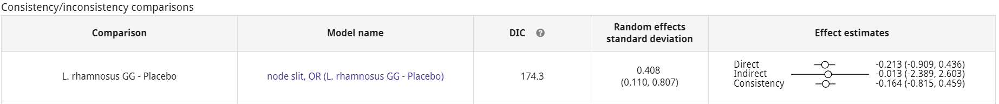 Consistency/inconsistency comparisons
Comparison
Model name
DIC ?
Random effects
standard deviation
Effect estimates
L. rhamnosus GG - Placebo
node slit, OR (L. rhamnosus GG - Placebo)
174.3
0.408
(0.110, 0.807)
Direct -0.213 (-0.909, 0.436)
Indirect -0.013 (-2.389, 2.603)
Consistency -0.164 (-0.815, 0.459)